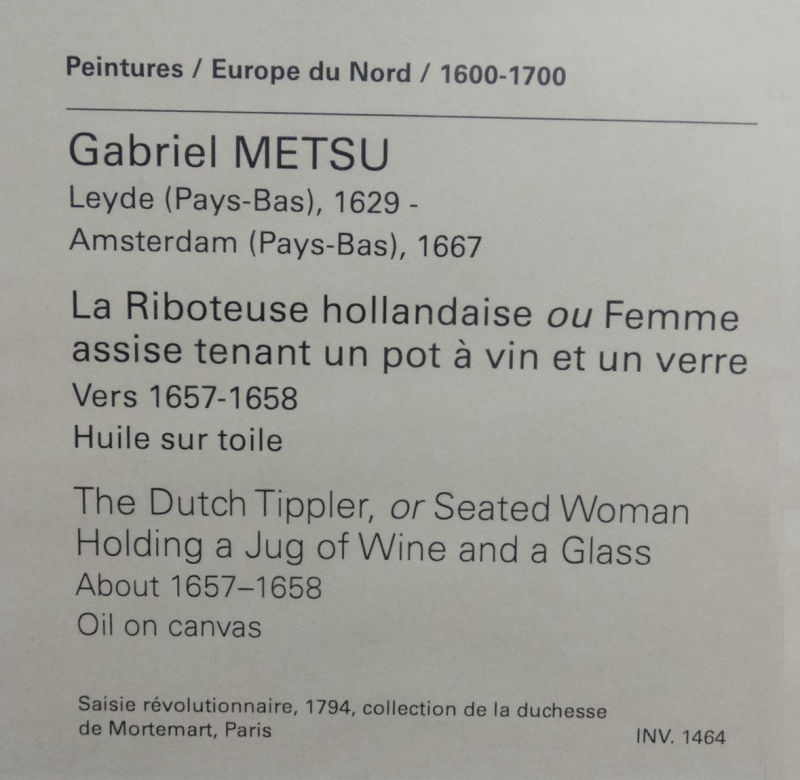 Peintures / Europe du Nord / 1600-1700
Gabriel METSU
Leyde (Pays-Bas), 1629 -
Amsterdam (Pays-Bas), 1667
La Riboteuse hollandaise ou Femme
assise tenant un pot à vin et un verre
Vers 1657-1658
Huile sur toile
The Dutch Tippler, or Seated Woman
Holding a Jug of Wine and a Glass
About 1657–1658
Oil on canvas
Saisie révolutionnaire, 1794, collection de la duchesse
de Mortemart, Paris
INV. 1464